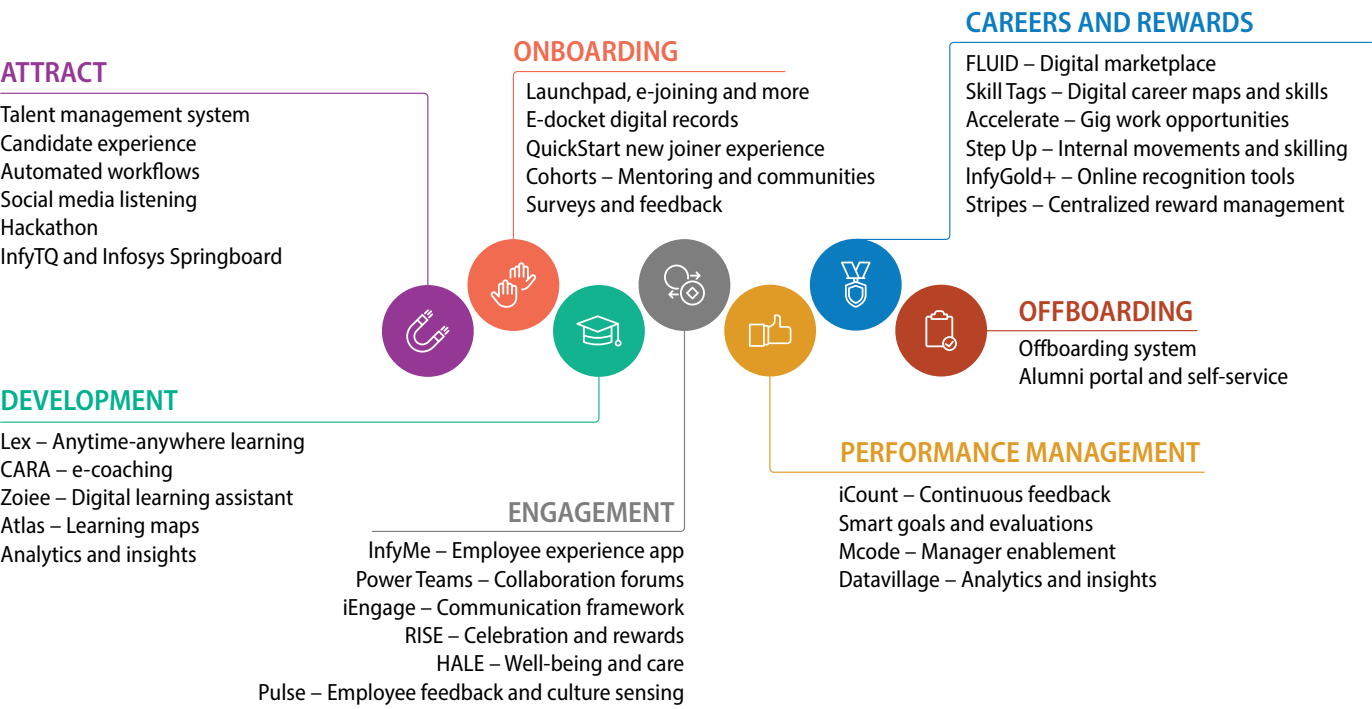 ATTRACT
Talent management system
Candidate experience
Automated workflows
Social media listening
Hackathon
InfyTQ and Infosys Springboard
ONBOARDING
Launchpad, e-joining and more
E-docket digital records
QuickStart new joiner experience
Cohorts – Mentoring and communities
Surveys and feedback
CAREERS AND REWARDS
FLUID – Digital marketplace
Skill Tags – Digital career maps and skills
Accelerate – Gig work opportunities
Step Up – Internal movements and skilling
InfyGold+ – Online recognition tools
Stripes – Centralized reward management
OFFBOARDING
Offboarding system
Alumni portal and self-service
DEVELOPMENT
Lex – Anytime-anywhere learning
CARA – e-coaching
Zoiee – Digital learning assistant
Atlas – Learning maps
Analytics and insights
ENGAGEMENT
InfyMe – Employee experience app
Power Teams – Collaboration forums
iEngage – Communication framework
RISE – Celebration and rewards
HALE – Well-being and care
Pulse – Employee feedback and culture sensing
PERFORMANCE MANAGEMENT
iCount – Continuous feedback
Smart goals and evaluations
Mcode – Manager enablement
Datavillage – Analytics and insights